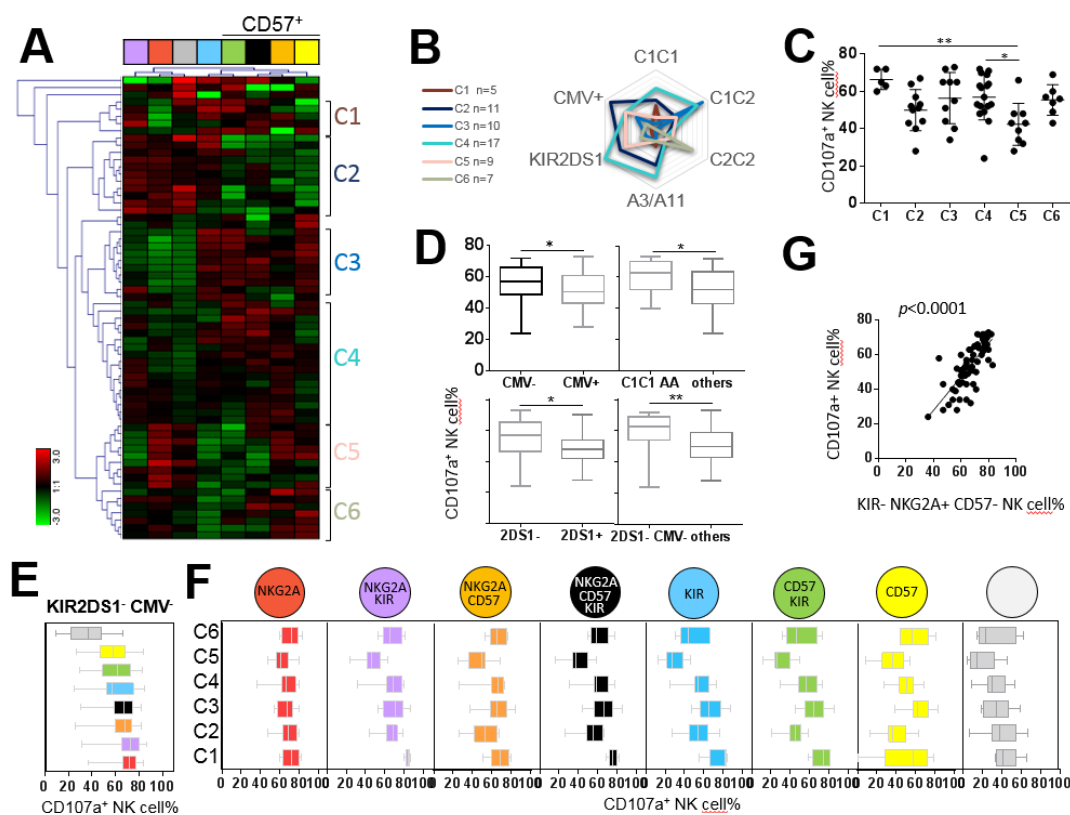 A
CD57+
C1
C2
C3
C4
C5
C6
3.0
1:1
-3.0
B
C1C1
C1C2
C2C2
A3/A11
KIR2DS1
CMV+
C1 n=5
C2 n=11
C3 n=10
C4 n=17
C5 n=9
C6 n=7
C
**
*
CD107a+ NK cell%
80
60
40
20
0
C1 C2 C3 C4 C5 C6
D
CD107a+ NK cell%
80
60
40
20
0
*
*
CMV- CMV+ C1C1 AA others
*
**
2DS1- 2DS1+ 2DS1- CMV- others
G
p<0.0001
CD107a+ NK cell%
100
80
60
40
20
0
0 20 40 60 80 100
KIR- NKG2A+ CD57- NK cell%
E
KIR2DS1- CMV-
0 20 40 60 80 100
CD107a+ NK cell%
F
NKG2A
NKG2A
KIR
NKG2A
CD57
NKG2A
CD57
KIR
KIR
CD57
KIR
CD57
C6
C5
C4
C3
C2
C1
0 20 40 60 80 100
20 40 60 80 100
20 40 60 80 100
20 40 60 80 100
20 40 60 80 100
20 40 60 80 100
20 40 60 80 100
20 40 60 80 100
CD107a+ NK cell%